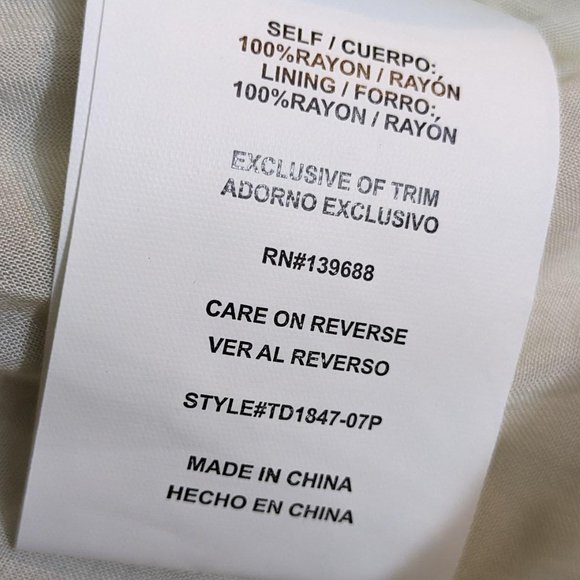 SELF / CUERPO:
100%RAYON / RAYÓN
LINING / FORRO:
100%RAYON / RAYÓN
EXCLUSIVE OF TRIM
ADORNO EXCLUSIVO
RN#139688
CARE ON REVERSE
VER AL REVERSO
STYLE#TD1847-07P
MADE IN CHINA
HECHO EN CHINA